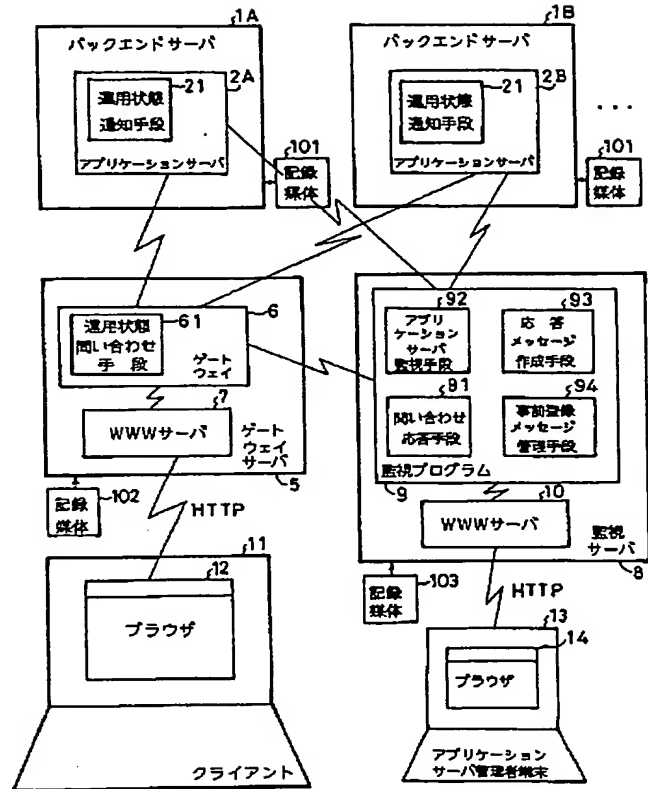 1A
バックエンドサーバ
2A
21
運用状態
通知手段
アプリケーションサーバ
101
記録
媒体
1B
バックエンドサーバ
2B
21
運用状態
通知手段
アプリケーションサーバ
...
101
記録
媒体
6
61
運用状態
問い合わせ
手段
ゲート
ウェイ
7
WWWサーバ
ゲート
ウェイ
サーバ
5
記録
媒体
102
HTTP
92
アプリ
ケーション
サーバ
監視手段
93
応答
メッセージ
作成手段
91
問い合わせ
応答手段
94
事前登録
メッセージ
管理手段
監視プログラム
9
10
WWWサーバ
監視
サーバ
8
記録
媒体
103
HTTP
11
12
ブラウザ
クライアント
13
14
ブラウザ
アプリケーション
サーバ管理者端末